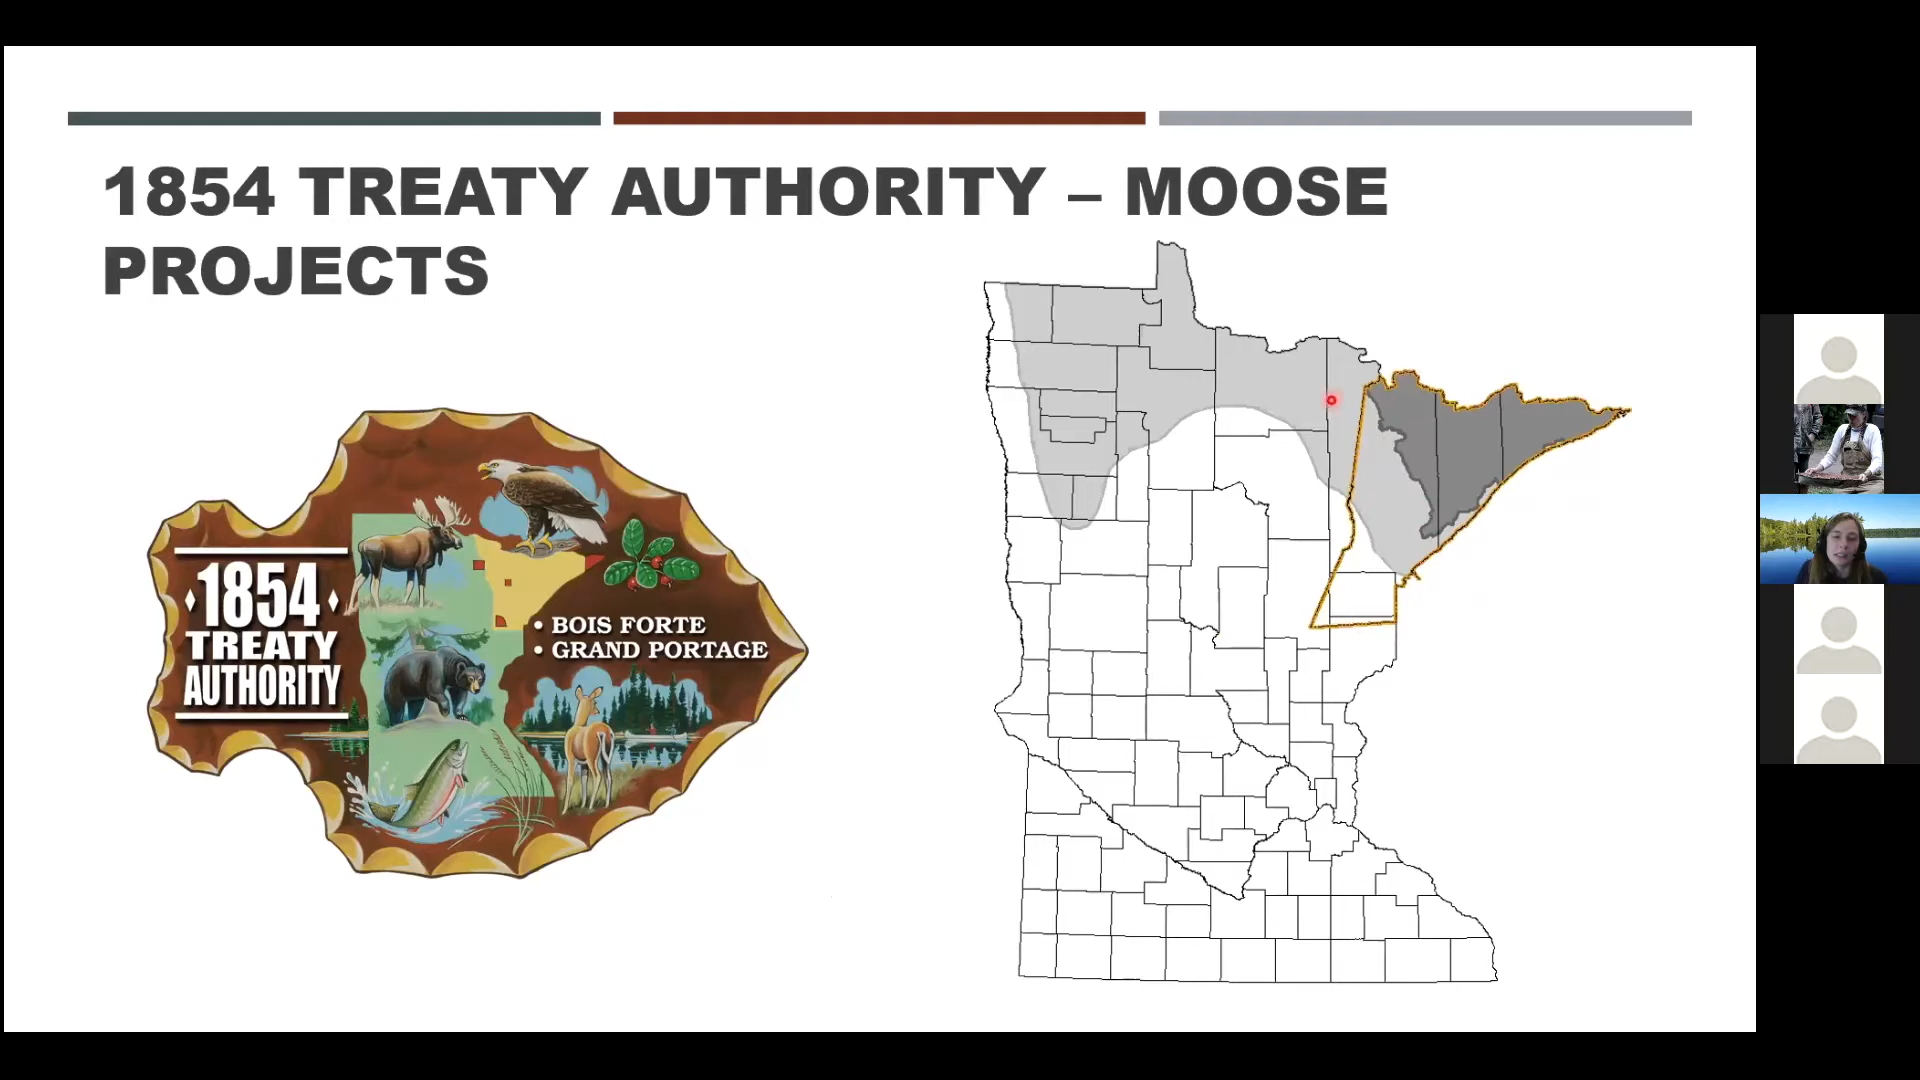 1854 TREATY AUTHORITY – MOOSE
PROJECTS
1854
TREATY
AUTHORITY
• BOIS FORTE
• GRAND PORTAGE